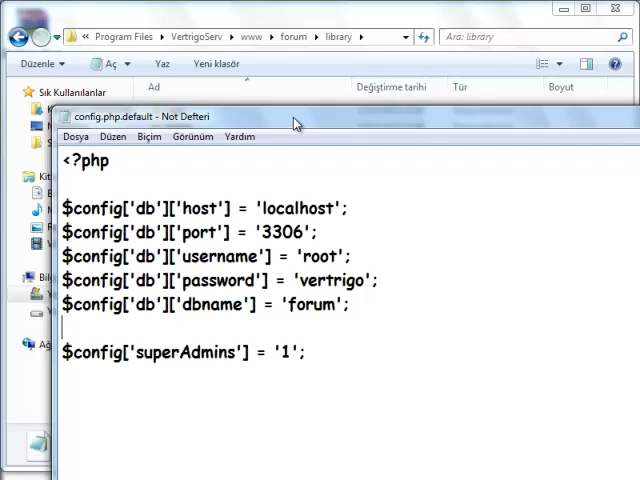 « Program Files ▸ VertrigoServ ▸ www ▸ forum ▸ library ▸
Ara: library
Düzenle
Aç
Yaz
Yeni klasör
Sık Kullanılanlar
Ad
Değiştirme tarihi
Tür
Boyut
config.php.default - Not Defteri
Dosya Düzen Biçim Görünüm Yardım
<?php
$config['db']['host'] = 'localhost';
$config['db']['port'] = '3306';
$config['db']['username'] = 'root';
$config['db']['password'] = 'vertrigo';
$config['db']['dbname'] = 'forum';
$config['superAdmins'] = '1';